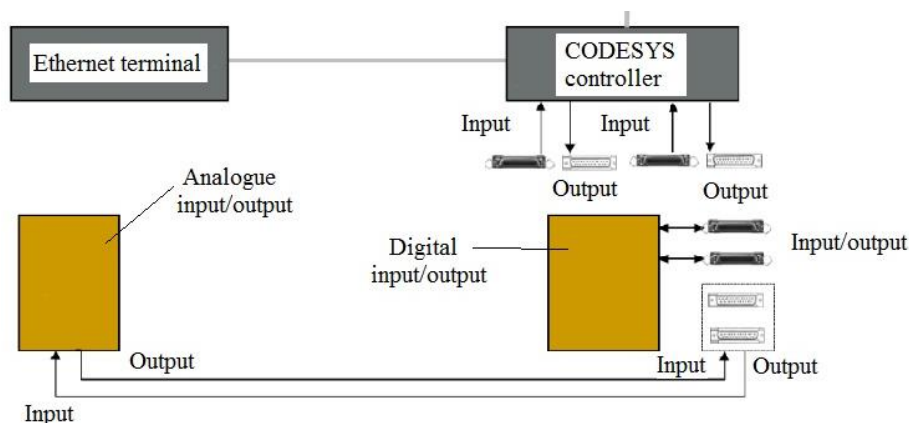 Ethernet terminal
CODESYS
controller
Input
Input
Output
Output
Analogue
input/output
Digital
input/output
Input/output
Output
Input
Output
Input